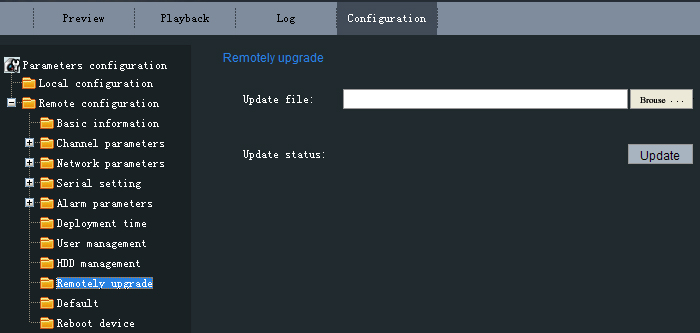 Preview Playback Log Configuration
Parameters configuration
Local configuration
Remote configuration
Basic information
Channel parameters
Network parameters
Serial setting
Alarm parameters
Deployment time
User management
HDD management
Remotely upgrade
Default
Reboot device
Remotely upgrade
Update file: Brouse ...
Update status: Update